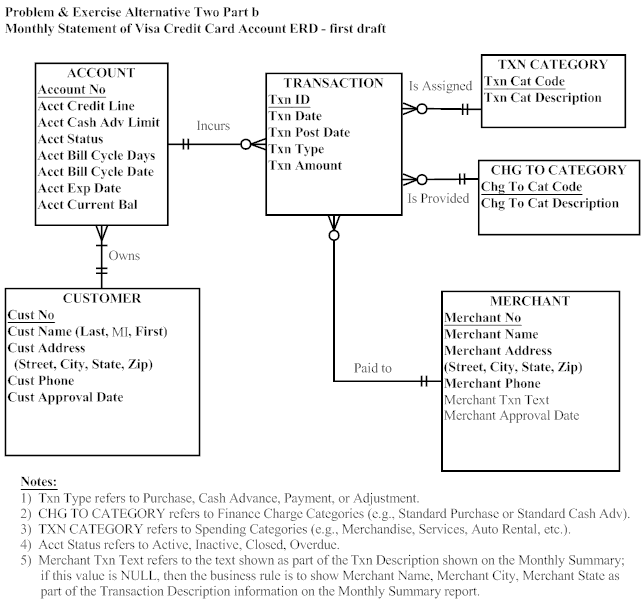 Problem & Exercise Alternative Two Part b
Monthly Statement of Visa Credit Card Account ERD - first draft
ACCOUNT
Account No
Acct Credit Line
Acct Cash Adv Limit
Acct Status
Acct Bill Cycle Days
Acct Bill Cycle Date
Acct Exp Date
Acct Current Bal
Incurs
TRANSACTION
Txn ID
Txn Date
Txn Post Date
Txn Type
Txn Amount
Is Assigned
TXN CATEGORY
Txn Cat Code
Txn Cat Description
Is Provided
CHG TO CATEGORY
Chg To Cat Code
Chg To Cat Description
Owns
CUSTOMER
Cust No
Cust Name (Last, MI, First)
Cust Address
(Street, City, State, Zip)
Cust Phone
Cust Approval Date
Paid to
MERCHANT
Merchant No
Merchant Name
Merchant Address
(Street, City, State, Zip)
Merchant Phone
Merchant Txn Text
Merchant Approval Date
Notes:
1) Txn Type refers to Purchase, Cash Advance, Payment, or Adjustment.
2) CHG TO CATEGORY refers to Finance Charge Categories (e.g., Standard Purchase or Standard Cash Adv).
3) TXN CATEGORY refers to Spending Categories (e.g., Merchandise, Services, Auto Rental, etc.).
4) Acct Status refers to Active, Inactive, Closed, Overdue.
5) Merchant Txn Text refers to the text shown as part of the Txn Description shown on the Monthly Summary;
if this value is NULL, then the business rule is to show Merchant Name, Merchant City, Merchant State as
part of the Transaction Description information on the Monthly Summary report.